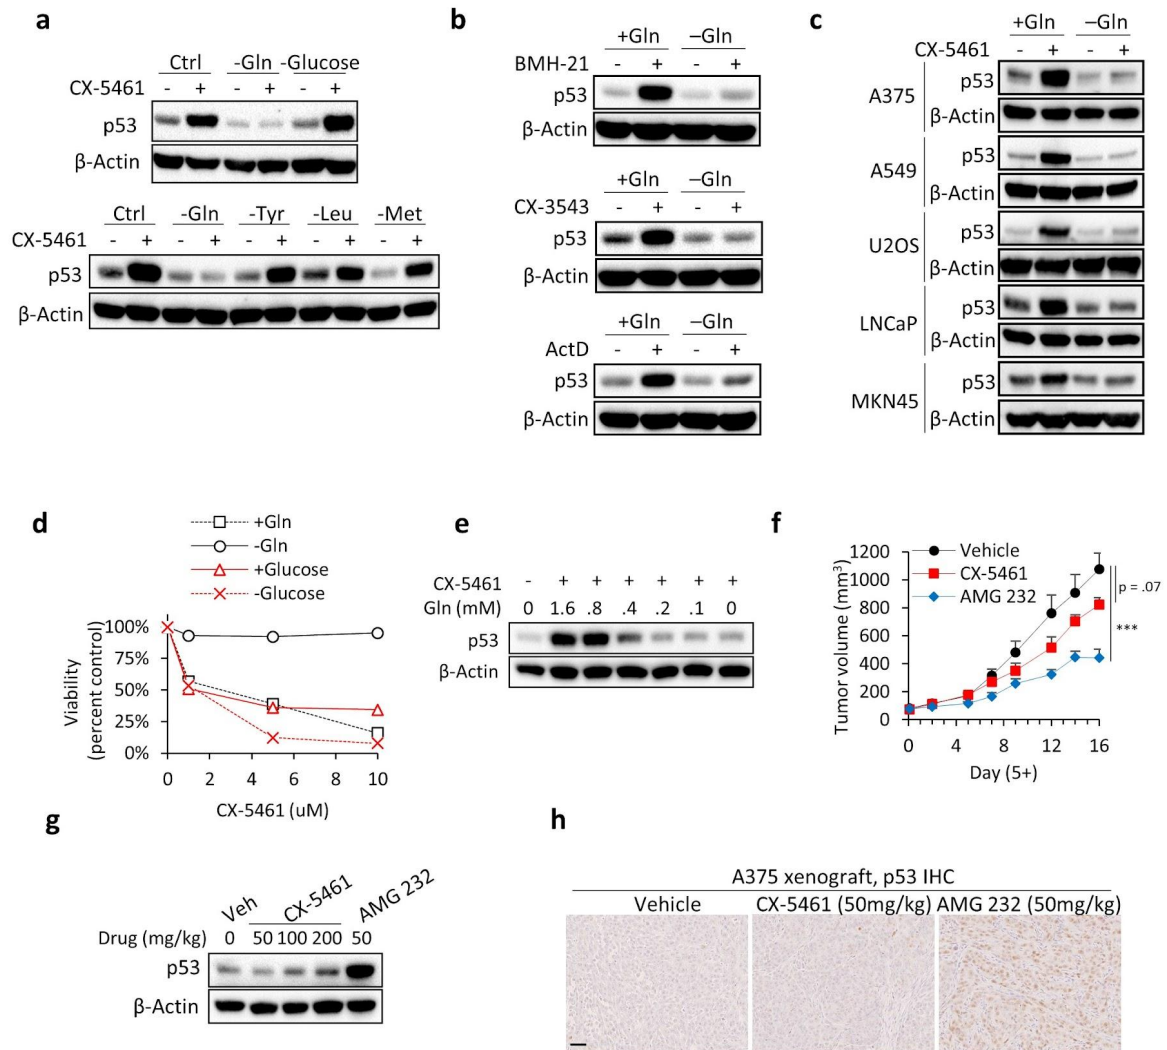 a
Ctrl -Gln -Glucose
CX-5461 - + - + - +
p53
β-Actin
Ctrl -Gln -Tyr -Leu -Met
CX-5461 - + - + - + - + - +
p53
β-Actin
b
+Gln –Gln
BMH-21 - + - +
p53
β-Actin
+Gln –Gln
CX-3543 - + - +
p53
β-Actin
+Gln –Gln
ActD - + - +
p53
β-Actin
c
+Gln –Gln
CX-5461 - + - +
A375
p53
β-Actin
A549
p53
β-Actin
U2OS
p53
β-Actin
LNCaP
p53
β-Actin
MKN45
p53
β-Actin
d
+Gln
-Gln
+Glucose
-Glucose
Viability
(percent control)
100%
75%
50%
25%
0%
0 2 4 6 8 10
CX-5461 (uM)
e
CX-5461 - + + + + + +
Gln (mM) 0 1.6 .8 .4 .2 .1 0
p53
β-Actin
f
Vehicle
CX-5461
AMG 232
Tumor volume (mm³)
1200
1000
800
600
400
200
0
p = .07
***
0 4 8 12 16
Day (5+)
g
Veh CX-5461 AMG 232
Drug (mg/kg) 0 50 100 200 50
p53
β-Actin
h
A375 xenograft, p53 IHC
Vehicle CX-5461 (50mg/kg) AMG 232 (50mg/kg)